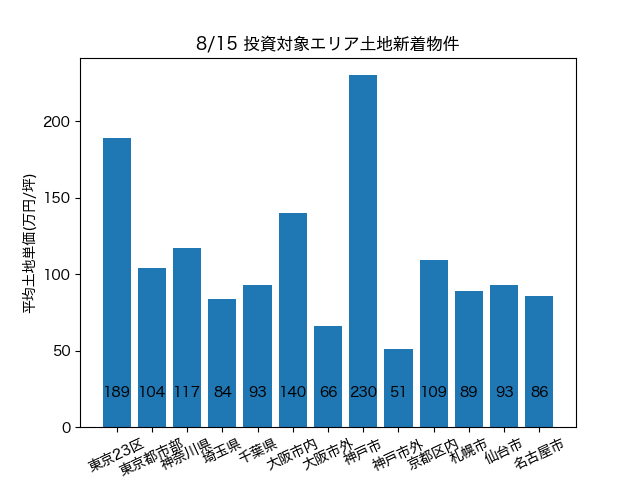 8/15 投資対象エリア土地新着物件
平均土地単価(万円/坪)
200
150
100
50
0
189 104 117 84 93 140 66 230 51 109 89 93 86
東京23区 東京都市部 神奈川県 埼玉県 千葉県 大阪市内 大阪市外 神戸市 神戸市外 京都区内 札幌市 仙台市 名古屋市